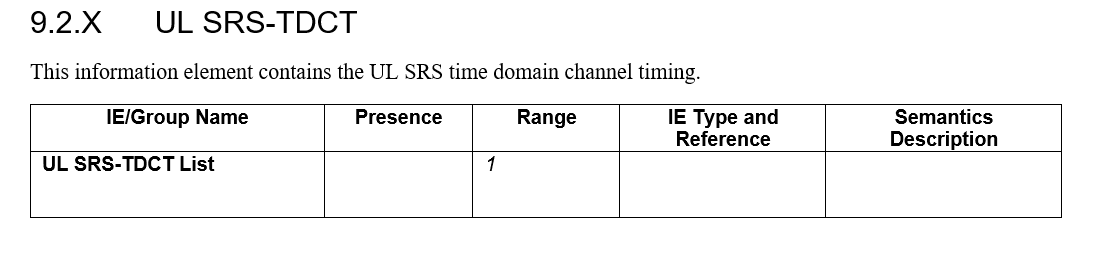 9.2.X UL SRS-TDCT
This information element contains the UL SRS time domain channel timing.
IE/Group Name Presence Range IE Type and Reference Semantics Description
UL SRS-TDCT List 1